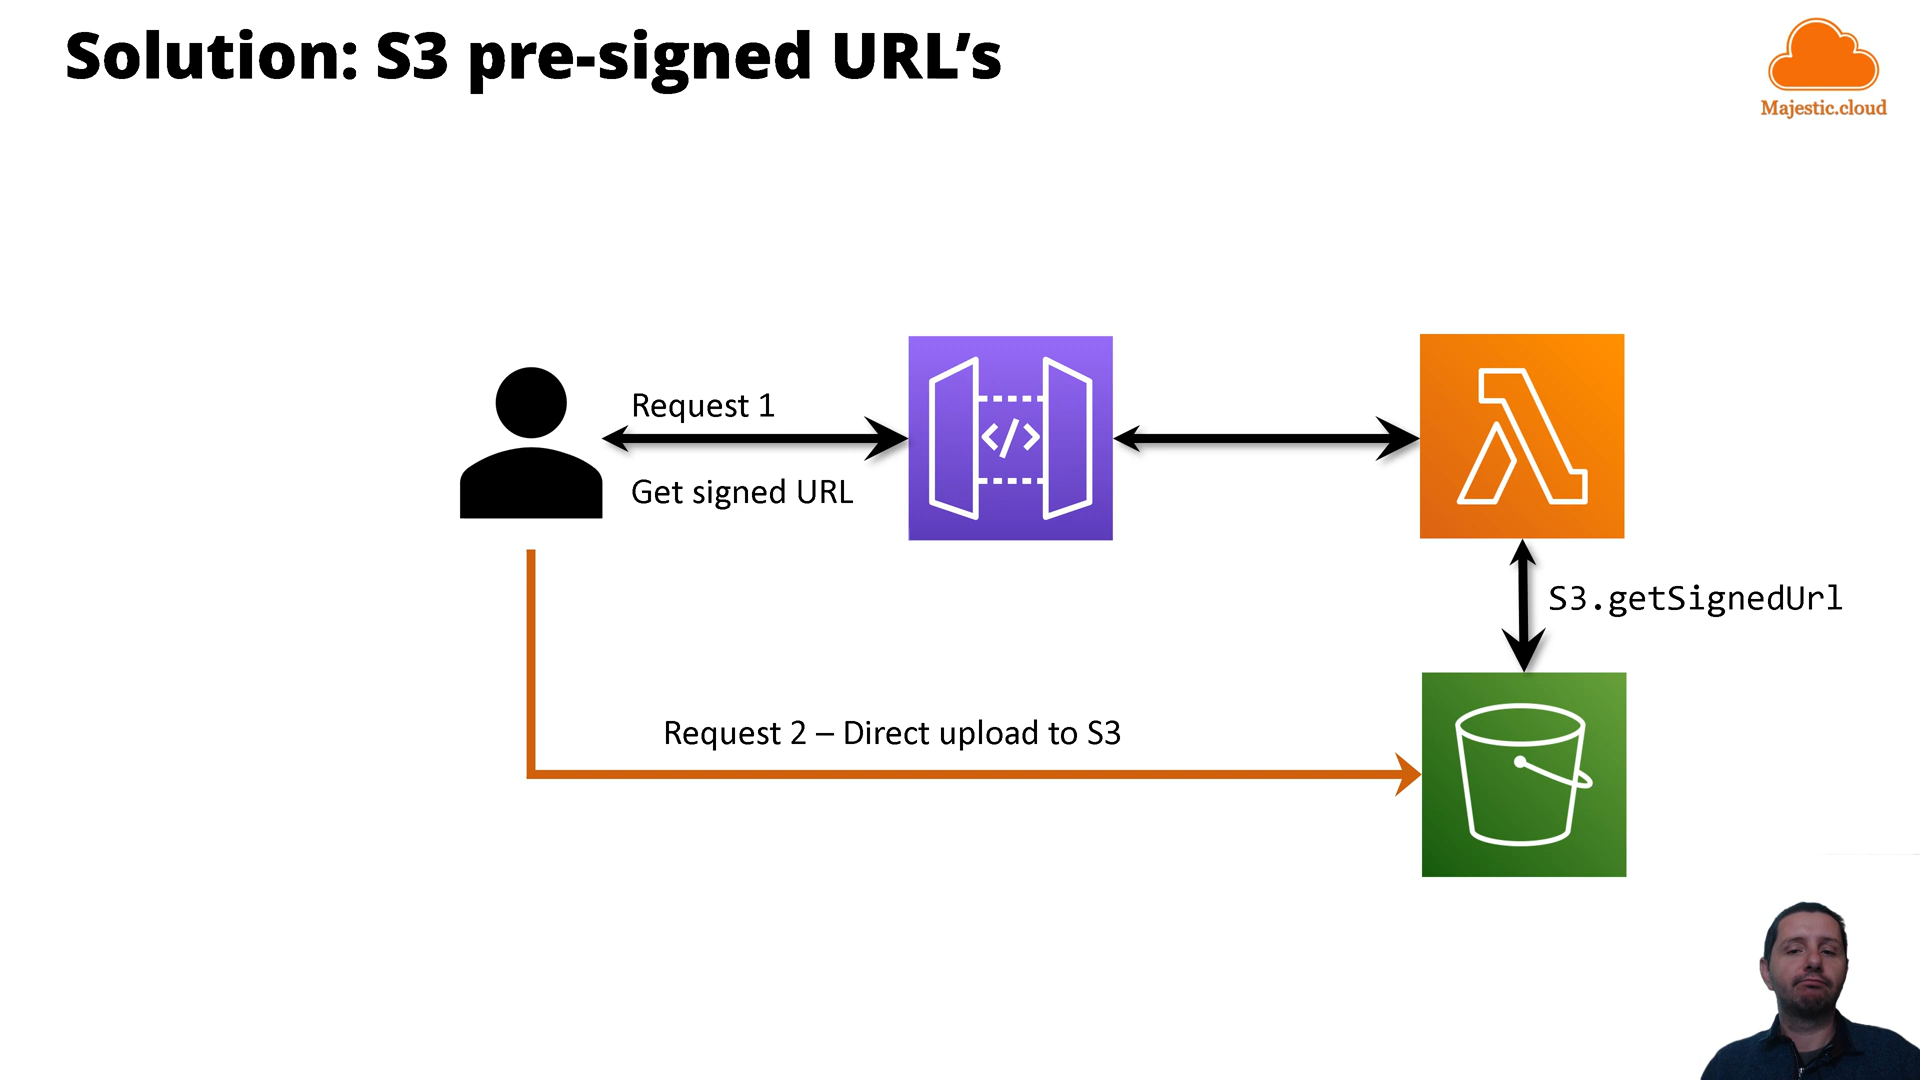 Solution: S3 pre-signed URL’s
Majestic.cloud
Request 1
Get signed URL
</>
S3.getSignedUrl
Request 2 – Direct upload to S3